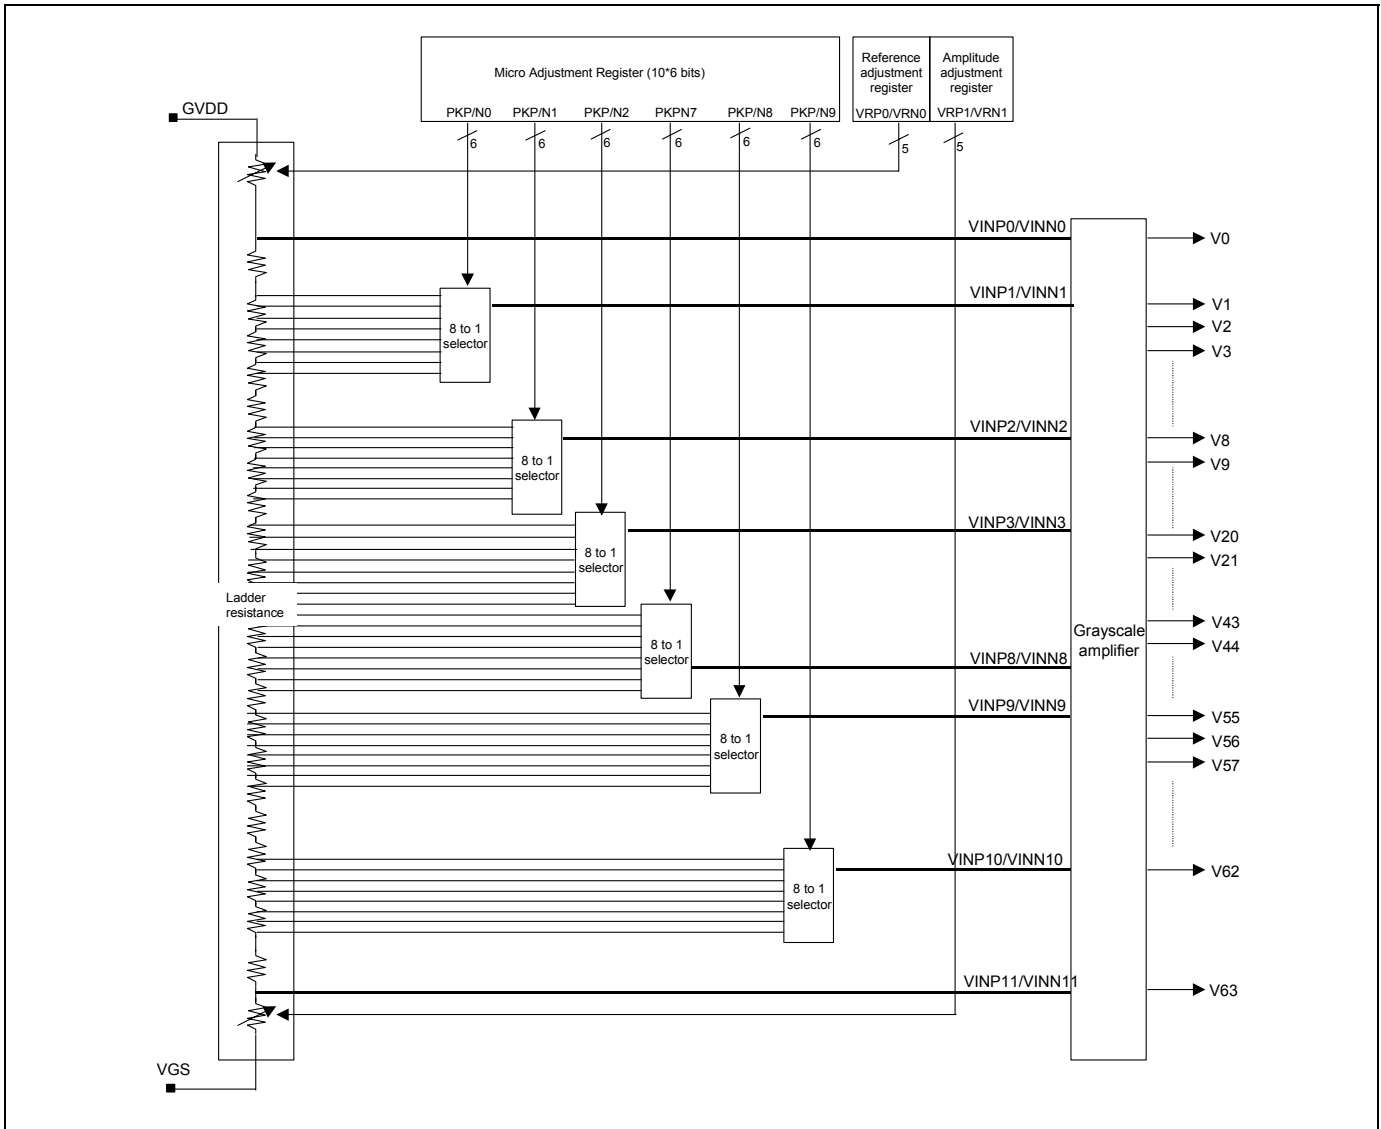 Micro Adjustment Register (10*6 bits)
PKP/N0 PKP/N1 PKP/N2 PKPN7 PKP/N8 PKP/N9
Reference
adjustment
register
VRP0/VRN0
Amplitude
adjustment
register
VRP1/VRN1
6 6 6 6 6 6 5 5
GVDD
VINP0/VINN0
V0
VINP1/VINN1
V1
8 to 1
selector
V2
V3
VINP2/VINN2
V8
8 to 1
selector
V9
VINP3/VINN3
V20
8 to 1
selector
V21
Ladder
resistance
V43
Grayscale
amplifier
8 to 1
selector
V44
VINP8/VINN8
VINP9/VINN9
V55
8 to 1
selector
V56
V57
VINP10/VINN10
V62
8 to 1
selector
VINP11/VINN11
V63
VGS